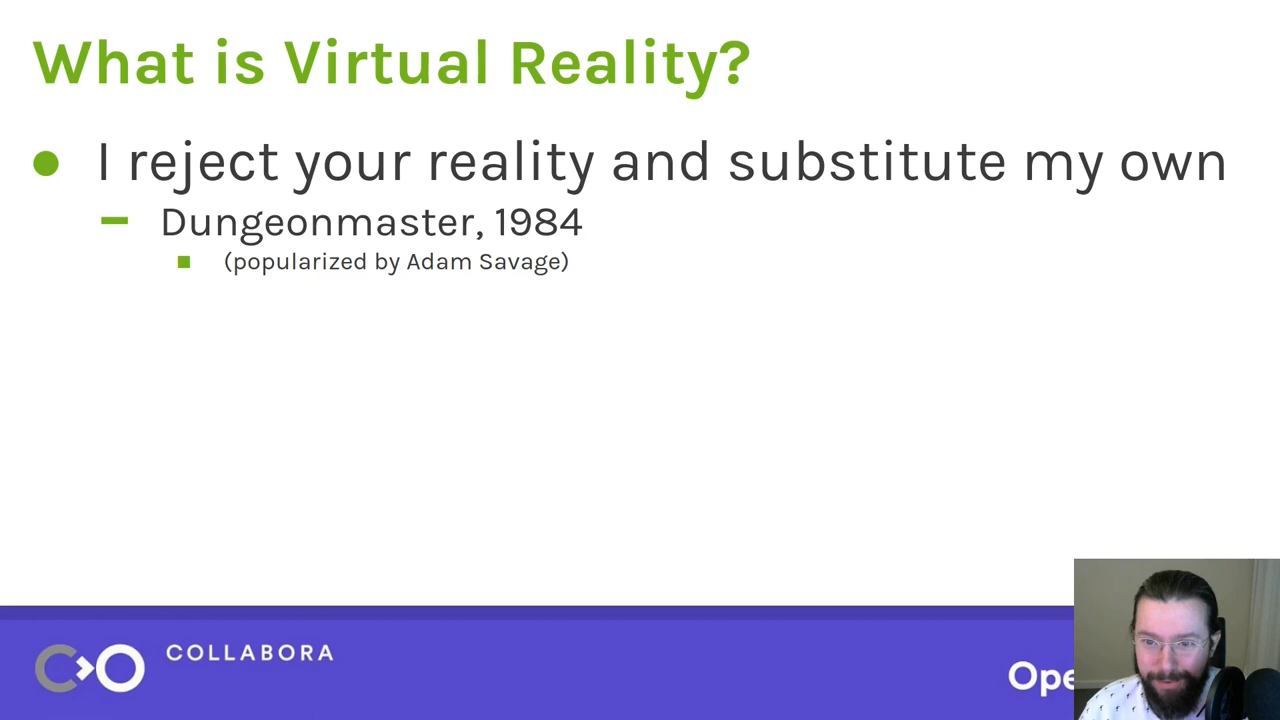 What is Virtual Reality?
I reject your reality and substitute my own
Dungeonmaster, 1984
(popularized by Adam Savage)
COLLABORA
Ope